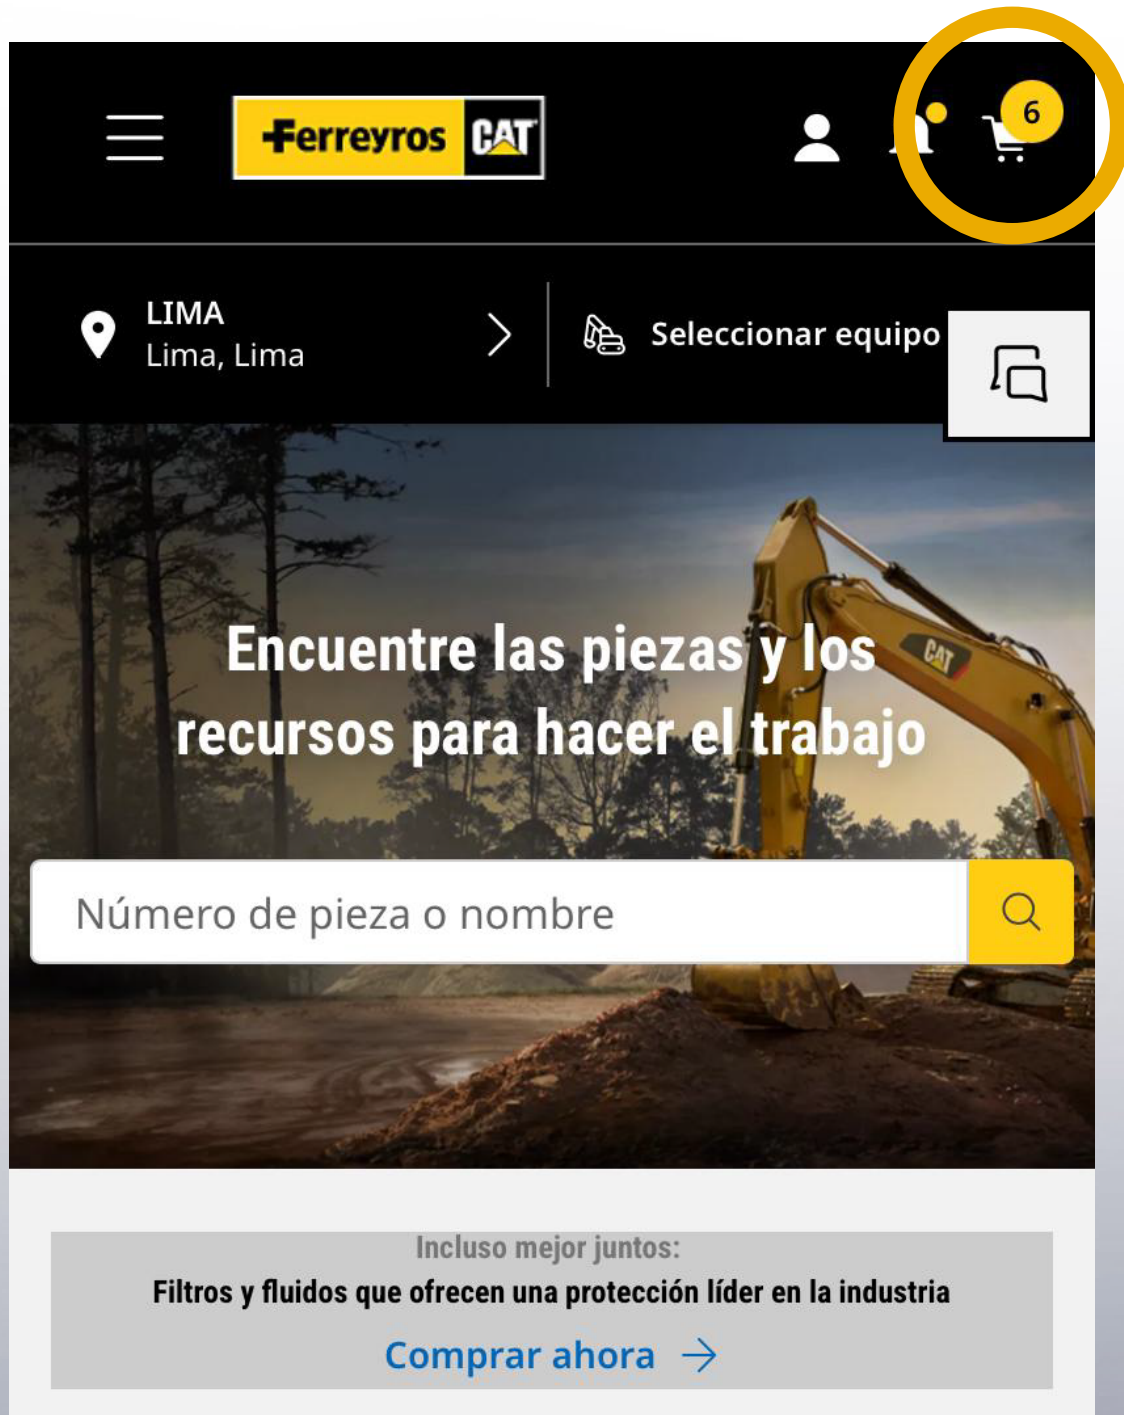 Ferreyros CAT
6
LIMA
Lima, Lima
Seleccionar equipo
CAT
Encuentre las piezas y los
recursos para hacer el trabajo
Número de pieza o nombre
Incluso mejor juntos:
Filtros y fluidos que ofrecen una protección líder en la industria
Comprar ahora